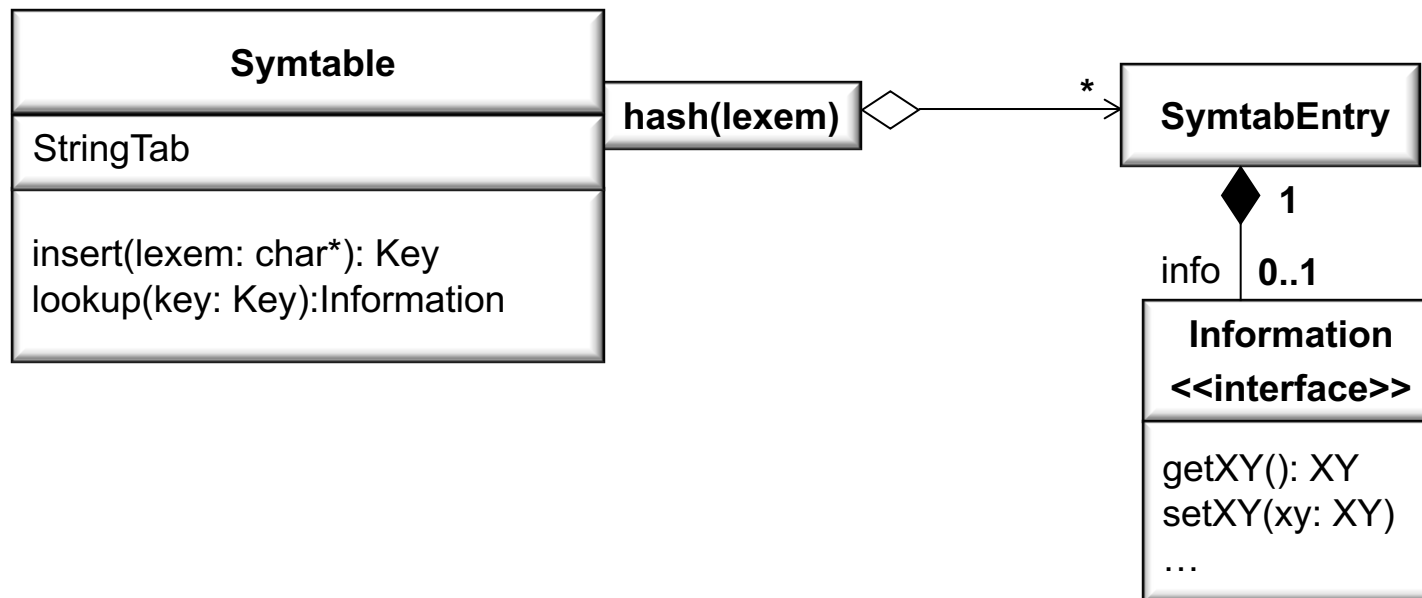 Symtable
StringTab
insert(lexem: char*): Key
lookup(key: Key):Information
hash(lexem)
*
SymtabEntry
1
info 0..1
Information
<<interface>>
getXY(): XY
setXY(xy: XY)
…